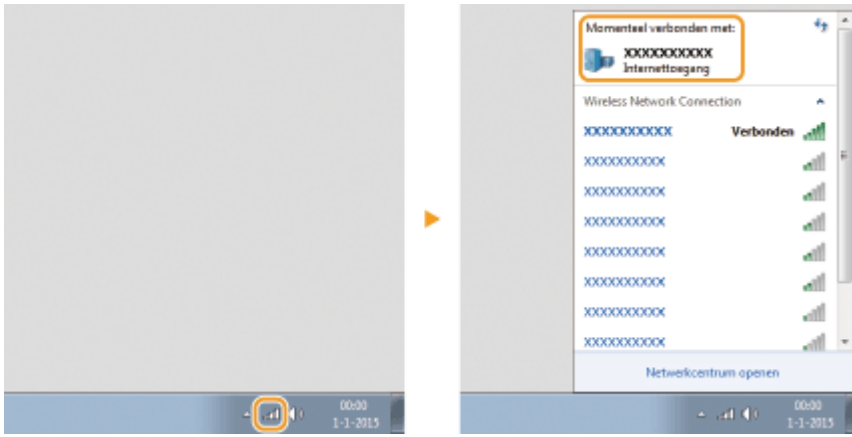 00:00
1-1-2015
Momenteel verbonden met:
XXXXXXXXXX
Internettoegang
Wireless Network Connection
XXXXXXXXXX Verbonden
XXXXXXXXXX
XXXXXXXXXX
XXXXXXXXXX
XXXXXXXXXX
XXXXXXXXXX
XXXXXXXXXX
XXXXXXXXXX
Netwerkcentrum openen
00:00
1-1-2015